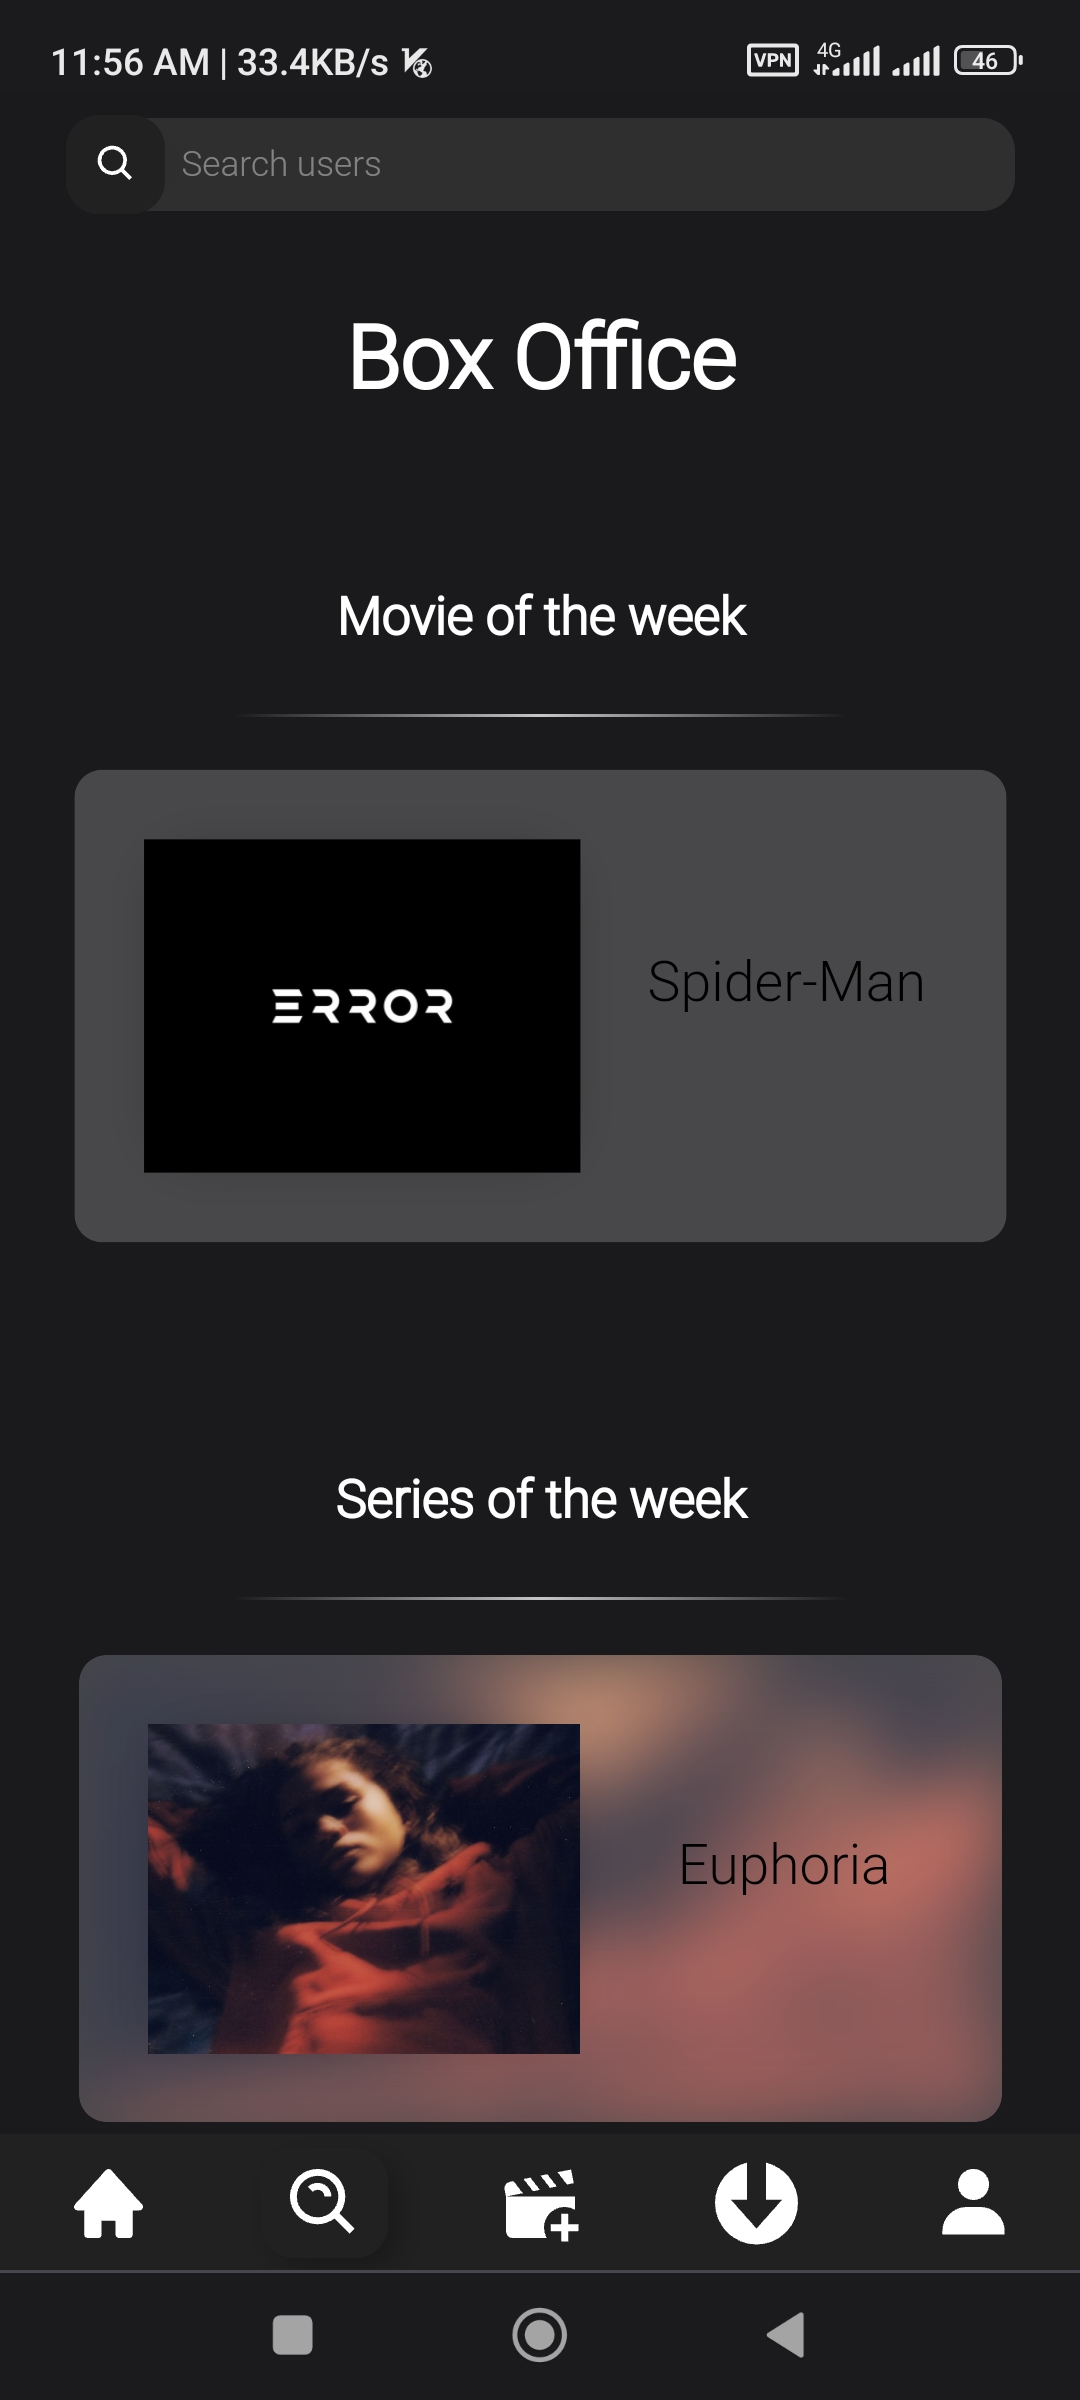 11:56 AM | 33.4KB/s
VPN 4G 46
Search users
Box Office
Movie of the week
ERROR
Spider-Man
Series of the week
Euphoria